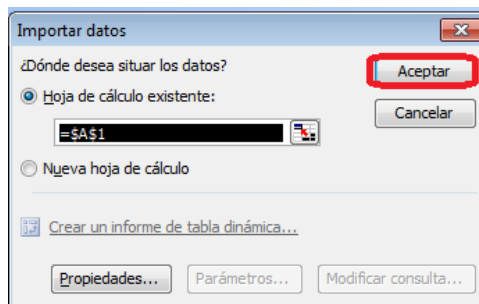 Importar datos
¿Dónde desea situar los datos?
Aceptar
Hoja de cálculo existente:
Cancelar
=$A$1
Nueva hoja de cálculo
Crear un informe de tabla dinámica...
Propiedades... Parámetros... Modificar consulta...